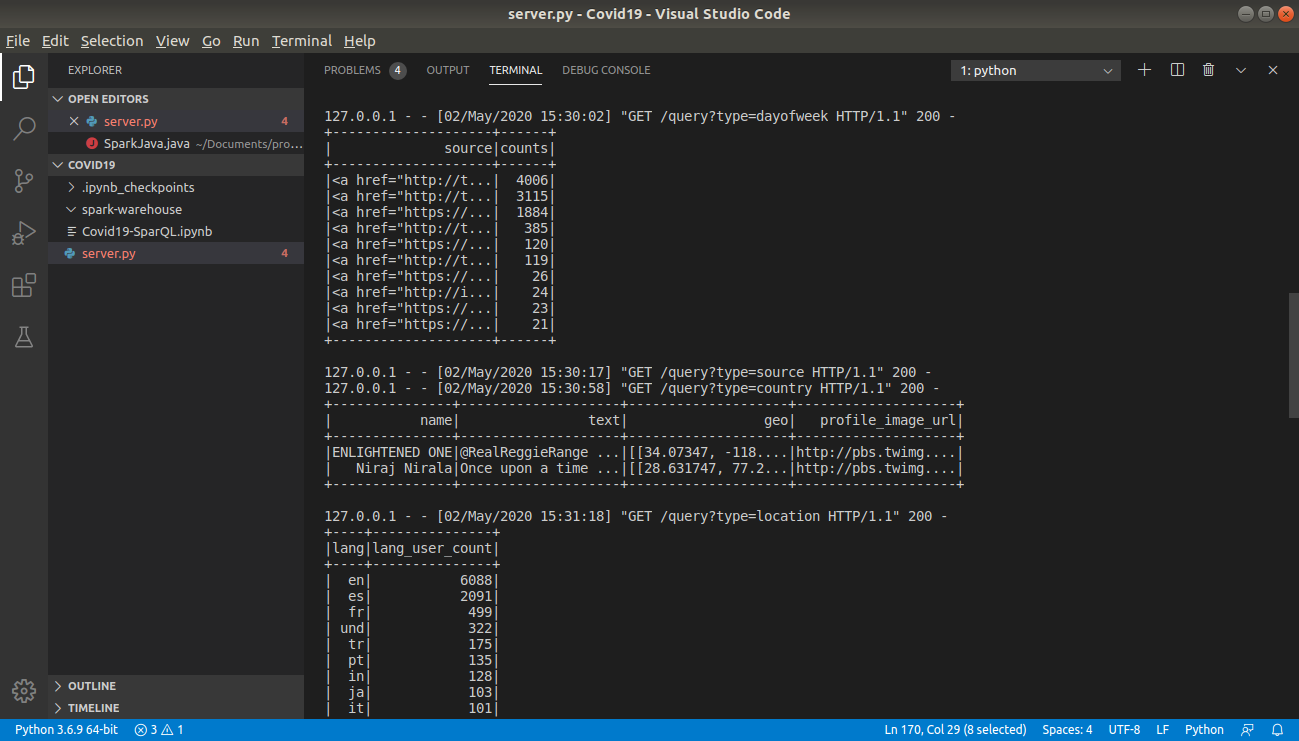 server.py - Covid19 - Visual Studio Code
File Edit Selection View Go Run Terminal Help
EXPLORER
OPEN EDITORS
server.py 4
SparkJava.java ~/Documents/pro...
COVID19
.ipynb_checkpoints
spark-warehouse
Covid19-SparQL.ipynb
server.py 4
OUTLINE
TIMELINE
PROBLEMS 4 OUTPUT TERMINAL DEBUG CONSOLE 1: python
127.0.0.1 - - [02/May/2020 15:30:02] "GET /query?type=dayofweek HTTP/1.1" 200 -
+--------------------+------+
|              source|counts|
+--------------------+------+
|<a href="http://t...|  4006|
|<a href="http://t...|  3115|
|<a href="https://...|  1884|
|<a href="http://t...|   385|
|<a href="https://...|   120|
|<a href="http://t...|   119|
|<a href="https://...|    26|
|<a href="http://i...|    24|
|<a href="https://...|    23|
|<a href="https://...|    21|
+--------------------+------+
127.0.0.1 - - [02/May/2020 15:30:17] "GET /query?type=source HTTP/1.1" 200 -
127.0.0.1 - - [02/May/2020 15:30:58] "GET /query?type=country HTTP/1.1" 200 -
+---------------+--------------------+--------------------+--------------------+
|           name|                text|                 geo|   profile_image_url|
+---------------+--------------------+--------------------+--------------------+
|ENLIGHTENED ONE|@RealReggieRange ...|[[34.07347, -118....|http://pbs.twimg....|
|   Niraj Nirala|Once upon a time ...|[[28.631747, 77.2...|http://pbs.twimg....|
+---------------+--------------------+--------------------+--------------------+
127.0.0.1 - - [02/May/2020 15:31:18] "GET /query?type=location HTTP/1.1" 200 -
+----+---------------+
|lang|lang_user_count|
+----+---------------+
|  en|           6088|
|  es|           2091|
|  fr|            499|
| und|            322|
|  tr|            175|
|  pt|            135|
|  in|            128|
|  ja|            103|
|  it|            101|
Python 3.6.9 64-bit 3 1 Ln 170, Col 29 (8 selected) Spaces: 4 UTF-8 LF Python